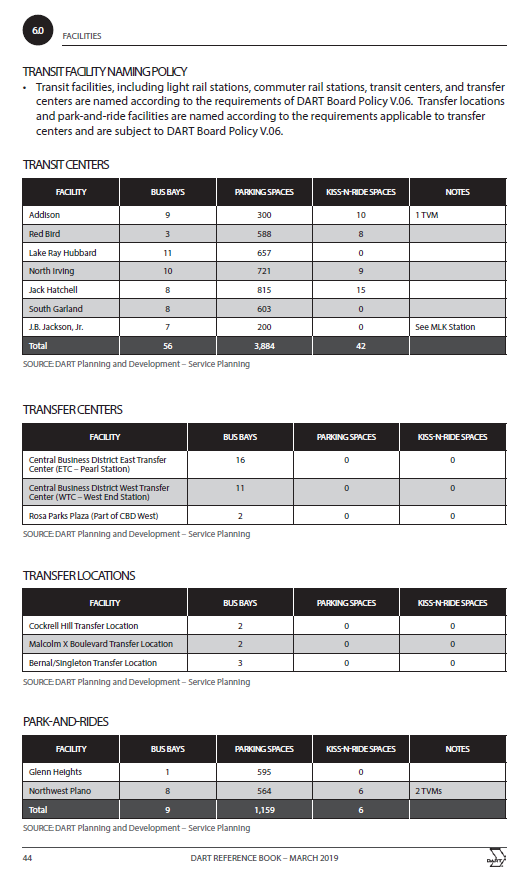 6.0
FACILITIES
TRANSIT FACILITY NAMING POLICY
• Transit facilities, including light rail stations, commuter rail stations, transit centers, and transfer
centers are named according to the requirements of DART Board Policy V.06. Transfer locations
and park-and-ride facilities are named according to the requirements applicable to transfer
centers and are subject to DART Board Policy V.06.
TRANSIT CENTERS
FACILITY BUS BAYS PARKING SPACES KISS-N-RIDE SPACES NOTES
Addison 9 300 10 1 TVM
Red Bird 3 588 8
Lake Ray Hubbard 11 657 0
North Irving 10 721 9
Jack Hatchell 8 815 15
South Garland 8 603 0
J.B. Jackson, Jr. 7 200 0 See MLK Station
Total 56 3,884 42
SOURCE: DART Planning and Development – Service Planning
TRANSFER CENTERS
FACILITY BUS BAYS PARKING SPACES KISS-N-RIDE SPACES
Central Business District East Transfer 16 0 0
Center (ETC – Pearl Station)
Central Business District West Transfer 11 0 0
Center (WTC – West End Station)
Rosa Parks Plaza (Part of CBD West) 2 0 0
SOURCE: DART Planning and Development – Service Planning
TRANSFER LOCATIONS
FACILITY BUS BAYS PARKING SPACES KISS-N-RIDE SPACES
Cockrell Hill Transfer Location 2 0 0
Malcolm X Boulevard Transfer Location 2 0 0
Bernal/Singleton Transfer Location 3 0 0
SOURCE: DART Planning and Development – Service Planning
PARK-AND-RIDES
FACILITY BUS BAYS PARKING SPACES KISS-N-RIDE SPACES NOTES
Glenn Heights 1 595 0
Northwest Plano 8 564 6 2 TVMs
Total 9 1,159 6
SOURCE: DART Planning and Development – Service Planning
44 DART REFERENCE BOOK – MARCH 2019 DART